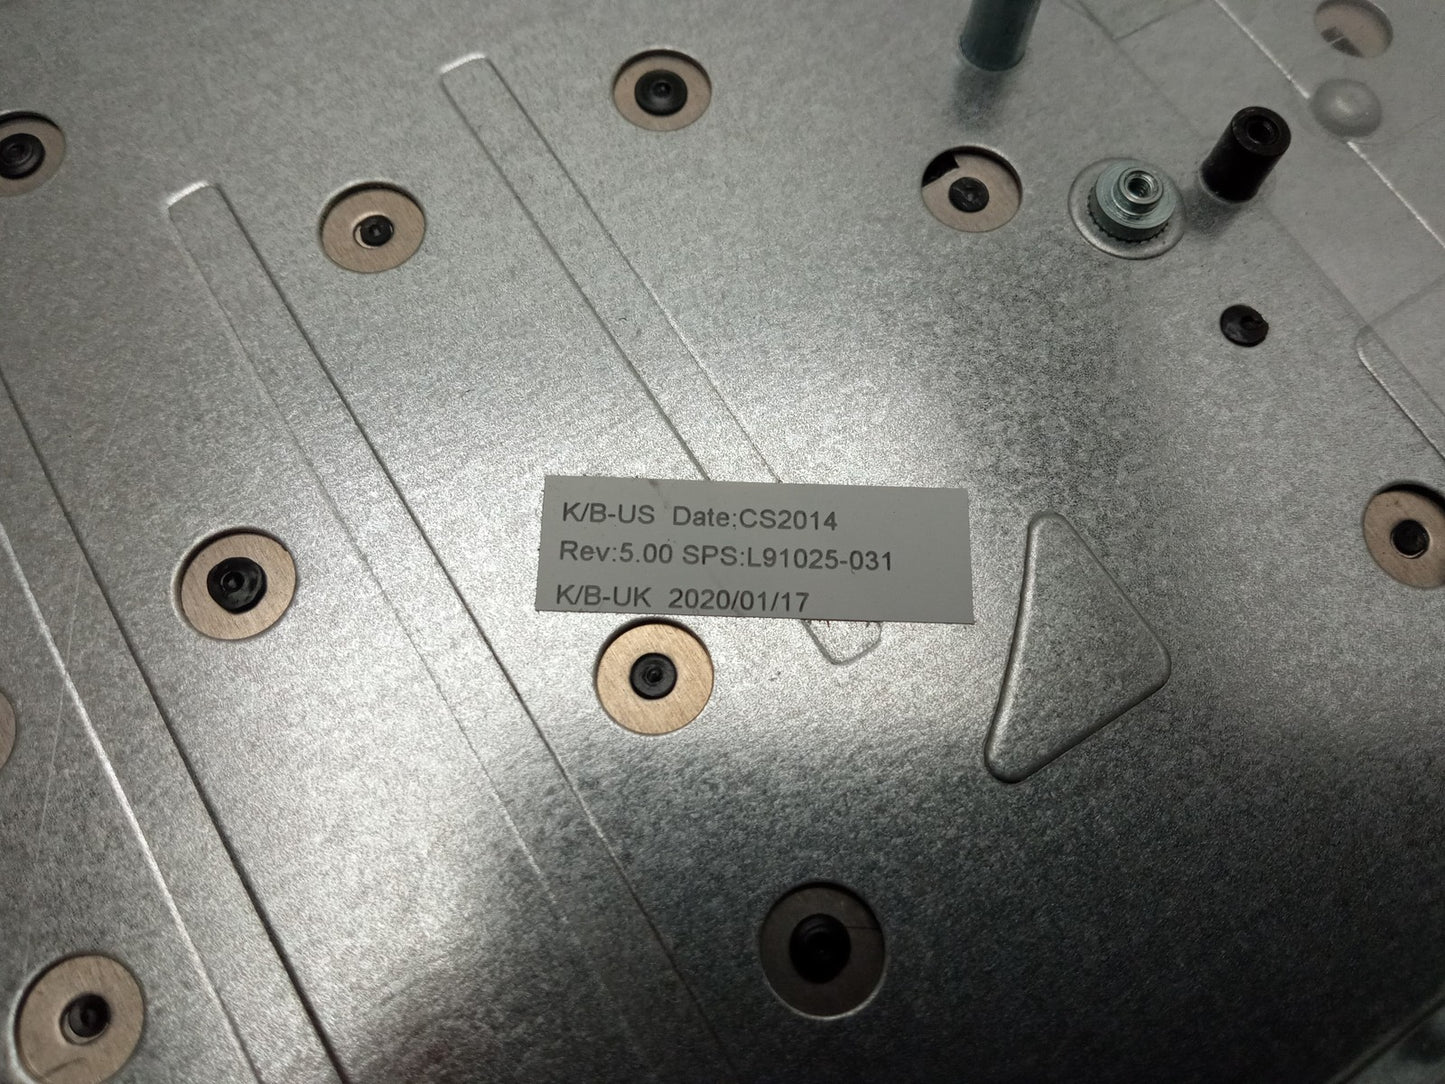 K/B-US Date:CS2014
Rev:5.00 SPS:L91025-031
K/B-UK 2020/01/17